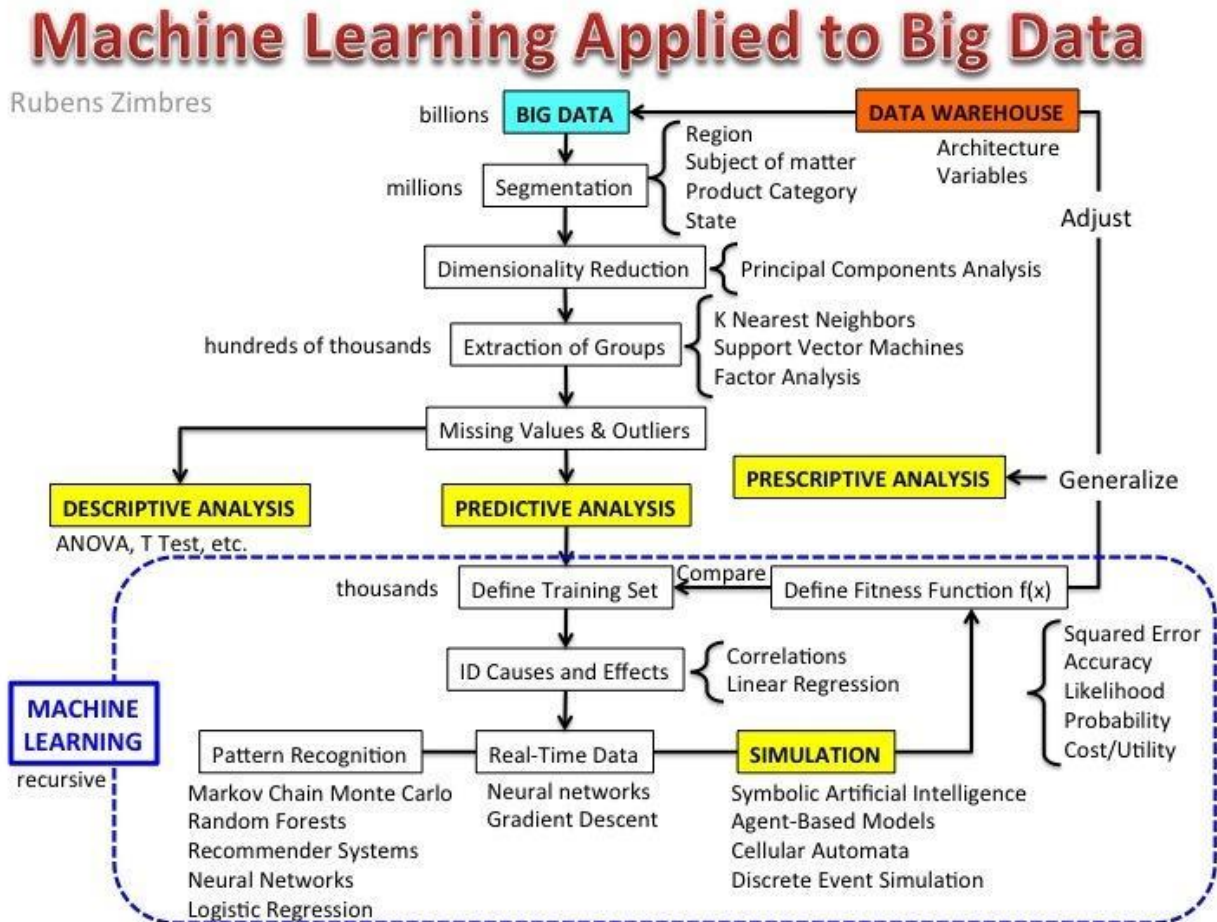 Machine Learning Applied to Big Data
Rubens Zimbres
billions
BIG DATA
DATA WAREHOUSE
Architecture
Variables
Region
Subject of matter
Product Category
State
millions
Segmentation
Adjust
Dimensionality Reduction
Principal Components Analysis
hundreds of thousands
Extraction of Groups
K Nearest Neighbors
Support Vector Machines
Factor Analysis
Missing Values & Outliers
DESCRIPTIVE ANALYSIS
ANOVA, T Test, etc.
PREDICTIVE ANALYSIS
PRESCRIPTIVE ANALYSIS
Generalize
thousands
Define Training Set
Compare
Define Fitness Function f(x)
Squared Error
Accuracy
Likelihood
Probability
Cost/Utility
ID Causes and Effects
Correlations
Linear Regression
MACHINE
LEARNING
recursive
Pattern Recognition
Markov Chain Monte Carlo
Random Forests
Recommender Systems
Neural Networks
Logistic Regression
Real-Time Data
Neural networks
Gradient Descent
SIMULATION
Symbolic Artificial Intelligence
Agent-Based Models
Cellular Automata
Discrete Event Simulation